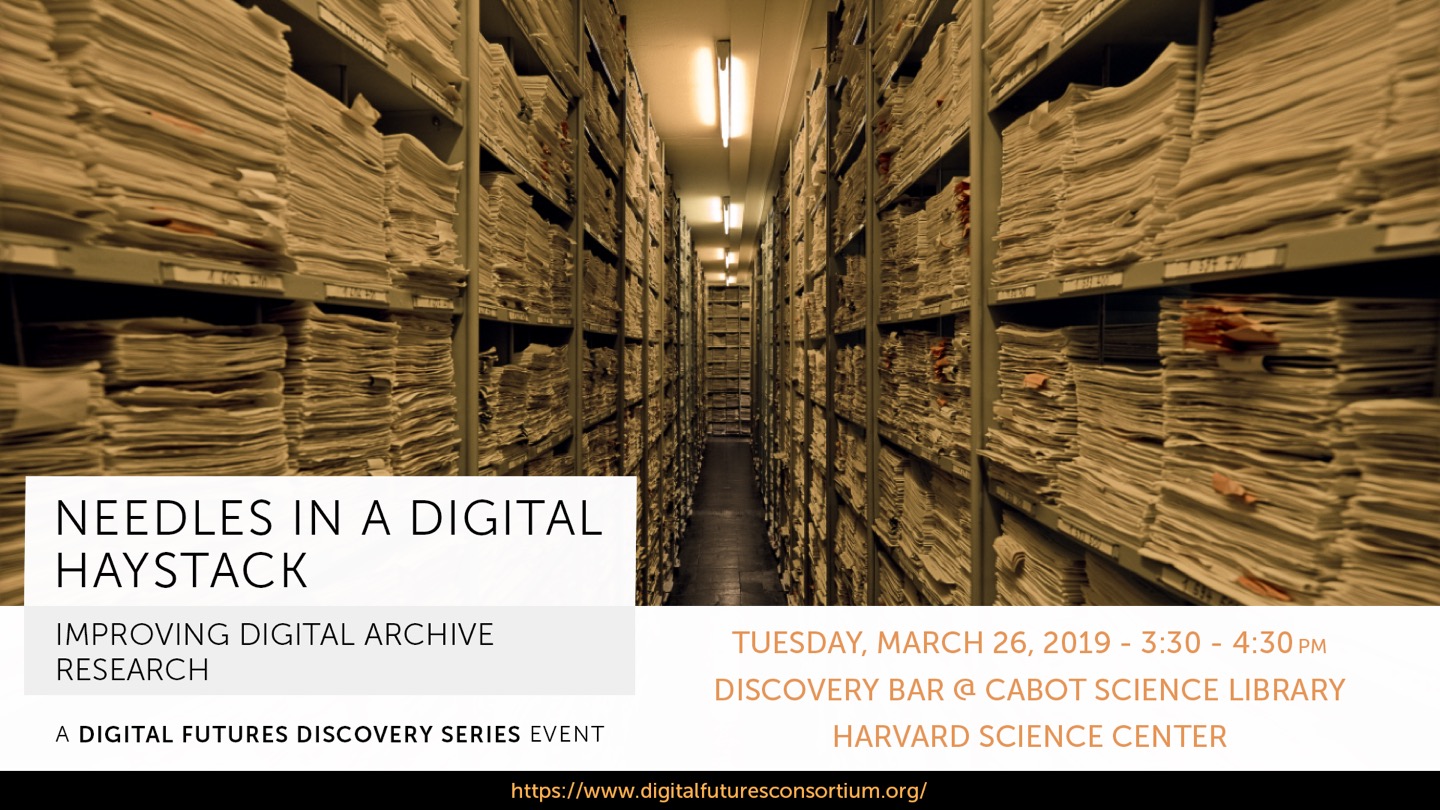 NEEDLES IN A DIGITAL
HAYSTACK
IMPROVING DIGITAL ARCHIVE
RESEARCH
A DIGITAL FUTURES DISCOVERY SERIES EVENT
TUESDAY, MARCH 26, 2019 - 3:30 - 4:30 PM
DISCOVERY BAR @ CABOT SCIENCE LIBRARY
HARVARD SCIENCE CENTER
https://www.digitalfuturesconsortium.org/